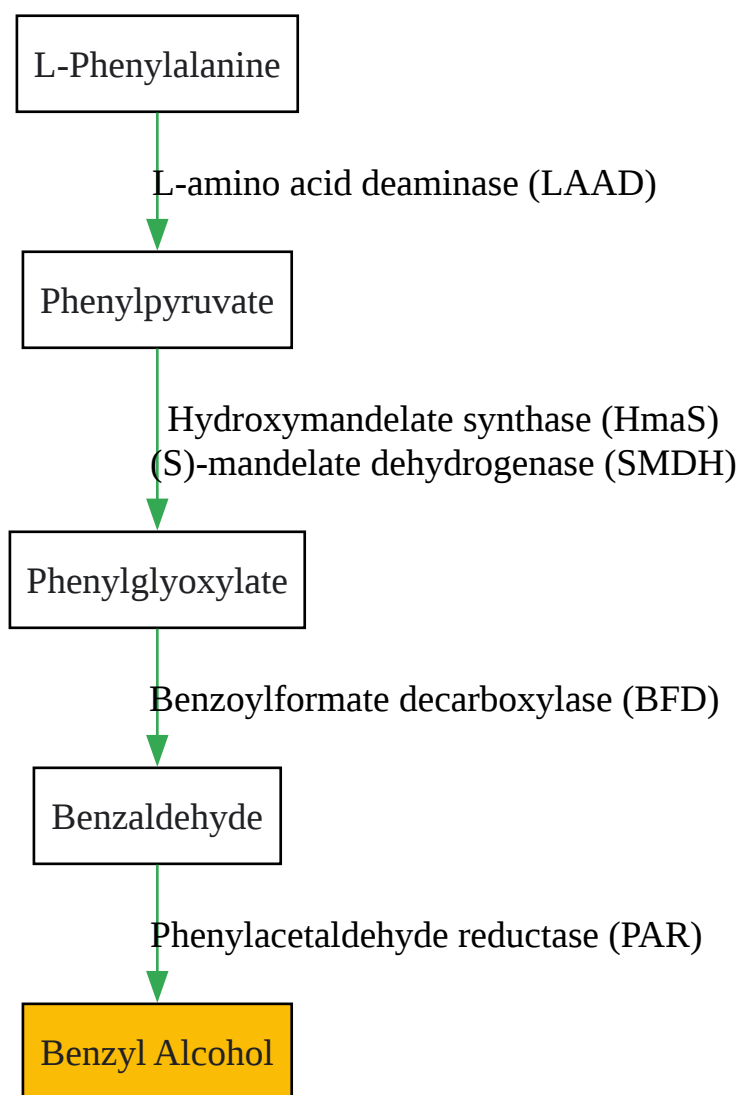 L-Phenylalanine
L-amino acid deaminase (LAAD)
Phenylpyruvate
Hydroxymandelate synthase (HmaS)
(S)-mandelate dehydrogenase (SMDH)
Phenylglyoxylate
Benzoylformate decarboxylase (BFD)
Benzaldehyde
Phenylacetaldehyde reductase (PAR)
Benzyl Alcohol